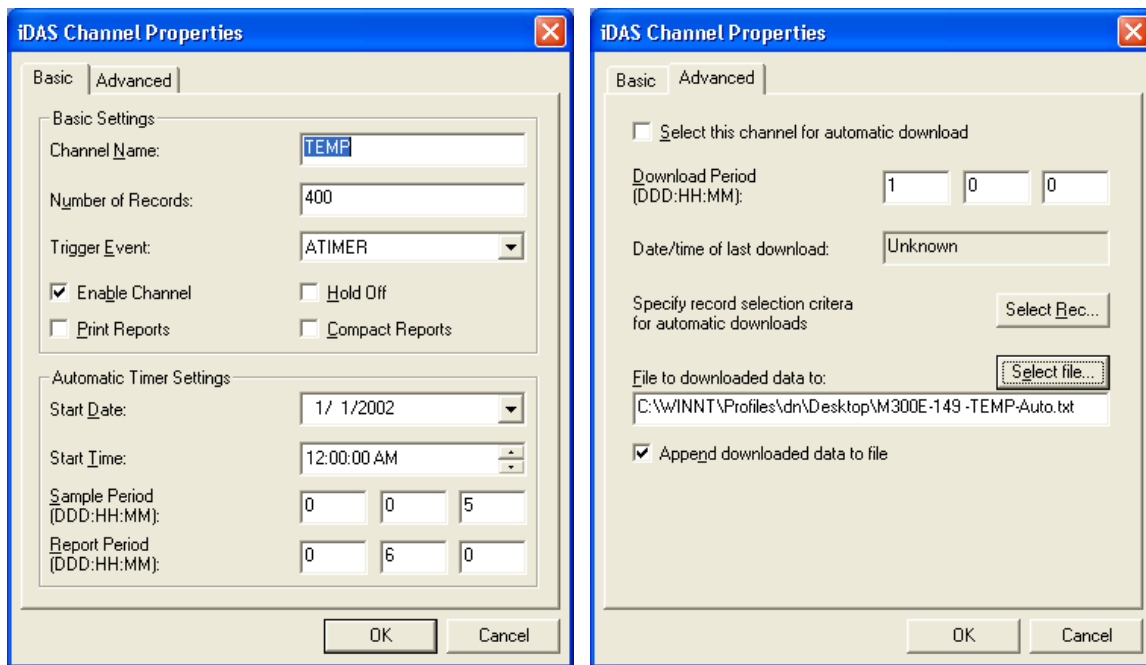 iDAS Channel Properties
Basic
Advanced
Basic Settings
Channel Name:
TEMP
Number of Records:
400
Trigger Event:
ATIMER
Enable Channel
Hold Off
Print Reports
Compact Reports
Automatic Timer Settings
Start Date:
1/ 1/2002
Start Time:
12:00:00 AM
Sample Period
(DDD:HH:MM):
0 0 5
Report Period
(DDD:HH:MM):
0 6 0
OK
Cancel
iDAS Channel Properties
Basic
Advanced
Select this channel for automatic download
Download Period
(DDD:HH:MM):
1 0 0
Date/time of last download:
Unknown
Specify record selection critera
for automatic downloads
Select Rec...
File to downloaded data to:
Select file...
C:\WINNT\Profiles\dn\Desktop\M300E-149 -TEMP-Auto.txt
Append downloaded data to file
OK
Cancel